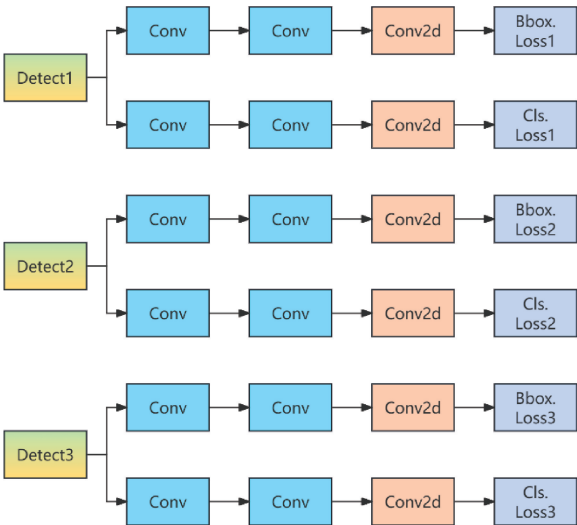 Conv
Conv
Conv2d
Bbox.
Loss1
Detect1
Conv
Conv
Conv2d
Cls.
Loss1
Conv
Conv
Conv2d
Bbox.
Loss2
Detect2
Conv
Conv
Conv2d
Cls.
Loss2
Conv
Conv
Conv2d
Bbox.
Loss3
Detect3
Conv
Conv
Conv2d
Cls.
Loss3